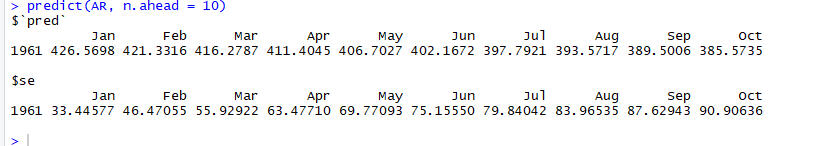 > predict(AR, n.ahead = 10)
$`pred`
Jan Feb Mar Apr May Jun Jul Aug Sep Oct
1961 426.5698 421.3316 416.2787 411.4045 406.7027 402.1672 397.7921 393.5717 389.5006 385.5735
$se
Jan Feb Mar Apr May Jun Jul Aug Sep Oct
1961 33.44577 46.47055 55.92922 63.47710 69.77093 75.15550 79.84042 83.96535 87.62943 90.90636
>